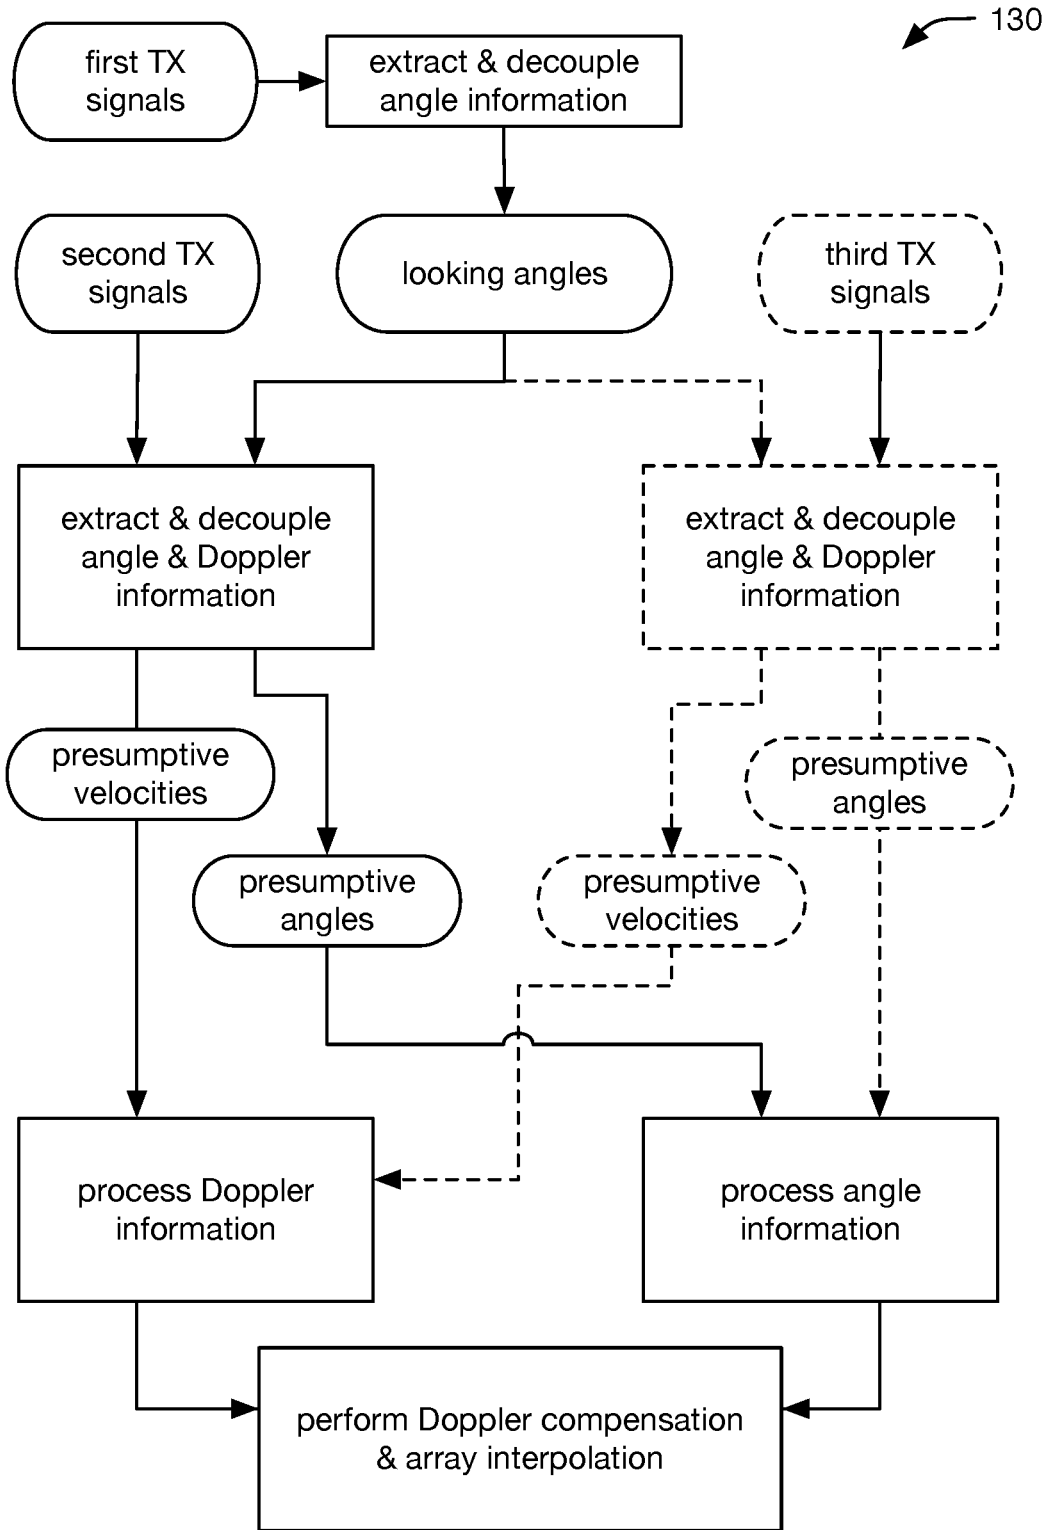 130
first TX
signals
extract & decouple
angle information
second TX
signals
looking angles
third TX
signals
extract & decouple
angle & Doppler
information
extract & decouple
angle & Doppler
information
presumptive
velocities
presumptive
angles
presumptive
angles
presumptive
velocities
process Doppler
information
process angle
information
perform Doppler compensation
& array interpolation